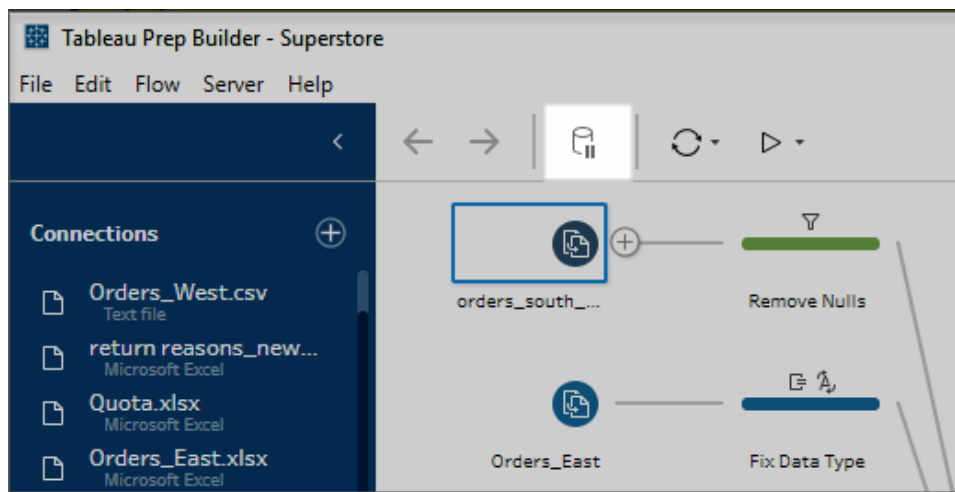 Tableau Prep Builder - Superstore
File Edit Flow Server Help
Connections
Orders_West.csv
Text file
return reasons_new...
Microsoft Excel
Quota.xlsx
Microsoft Excel
Orders_East.xlsx
Microsoft Excel
orders_south_...
Remove Nulls
Orders_East
Fix Data Type